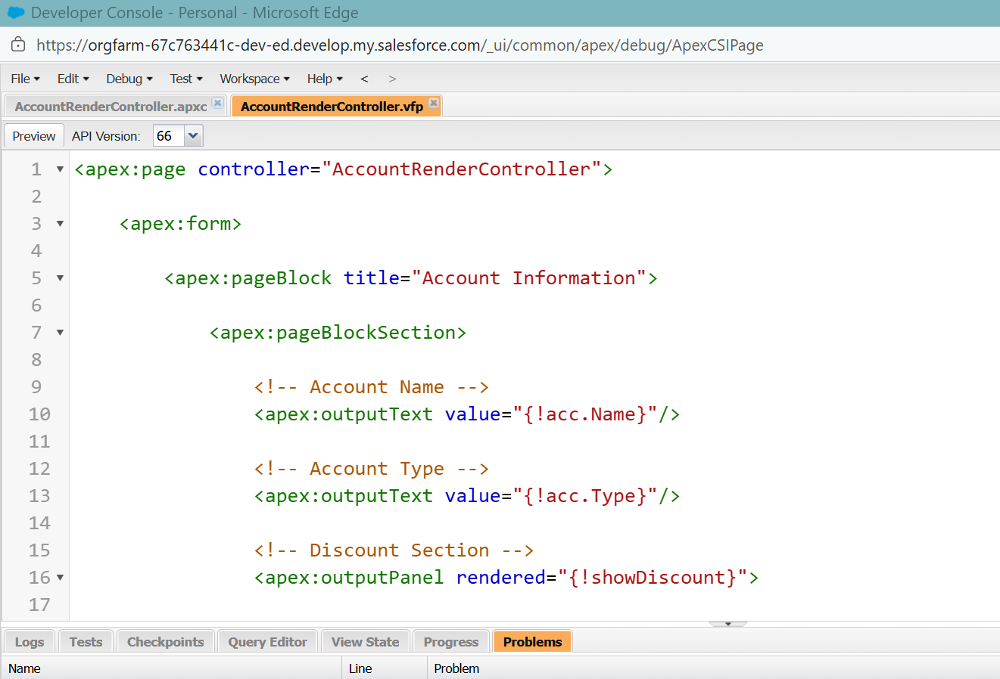 Developer Console - Personal - Microsoft Edge
https://orgfarm-67c763441c-dev-ed.develop.my.salesforce.com/_ui/common/apex/debug/ApexCSIPage
File Edit Debug Test Workspace Help < >
AccountRenderController.apxc AccountRenderController.vfp
Preview API Version: 66
1 <apex:page controller="AccountRenderController">
2
3 <apex:form>
4
5 <apex:pageBlock title="Account Information">
6
7 <apex:pageBlockSection>
8
9 <!-- Account Name -->
10 <apex:outputText value="{!acc.Name}"/>
11
12 <!-- Account Type -->
13 <apex:outputText value="{!acc.Type}"/>
14
15 <!-- Discount Section -->
16 <apex:outputPanel rendered="{!showDiscount}">
17
Logs Tests Checkpoints Query Editor View State Progress Problems
Name Line Problem